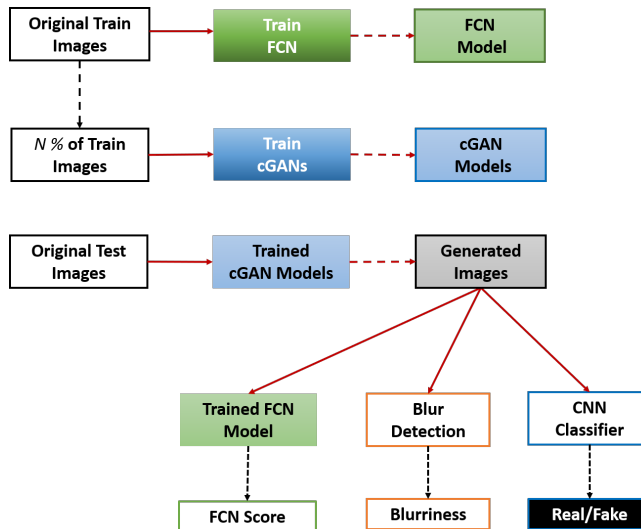 Original Train
Images
Train
FCN
FCN
Model
N % of Train
Images
Train
cGANs
cGAN
Models
Original Test
Images
Trained
cGAN Models
Generated
Images
Trained FCN
Model
Blur
Detection
CNN
Classifier
FCN Score
Blurriness
Real/Fake